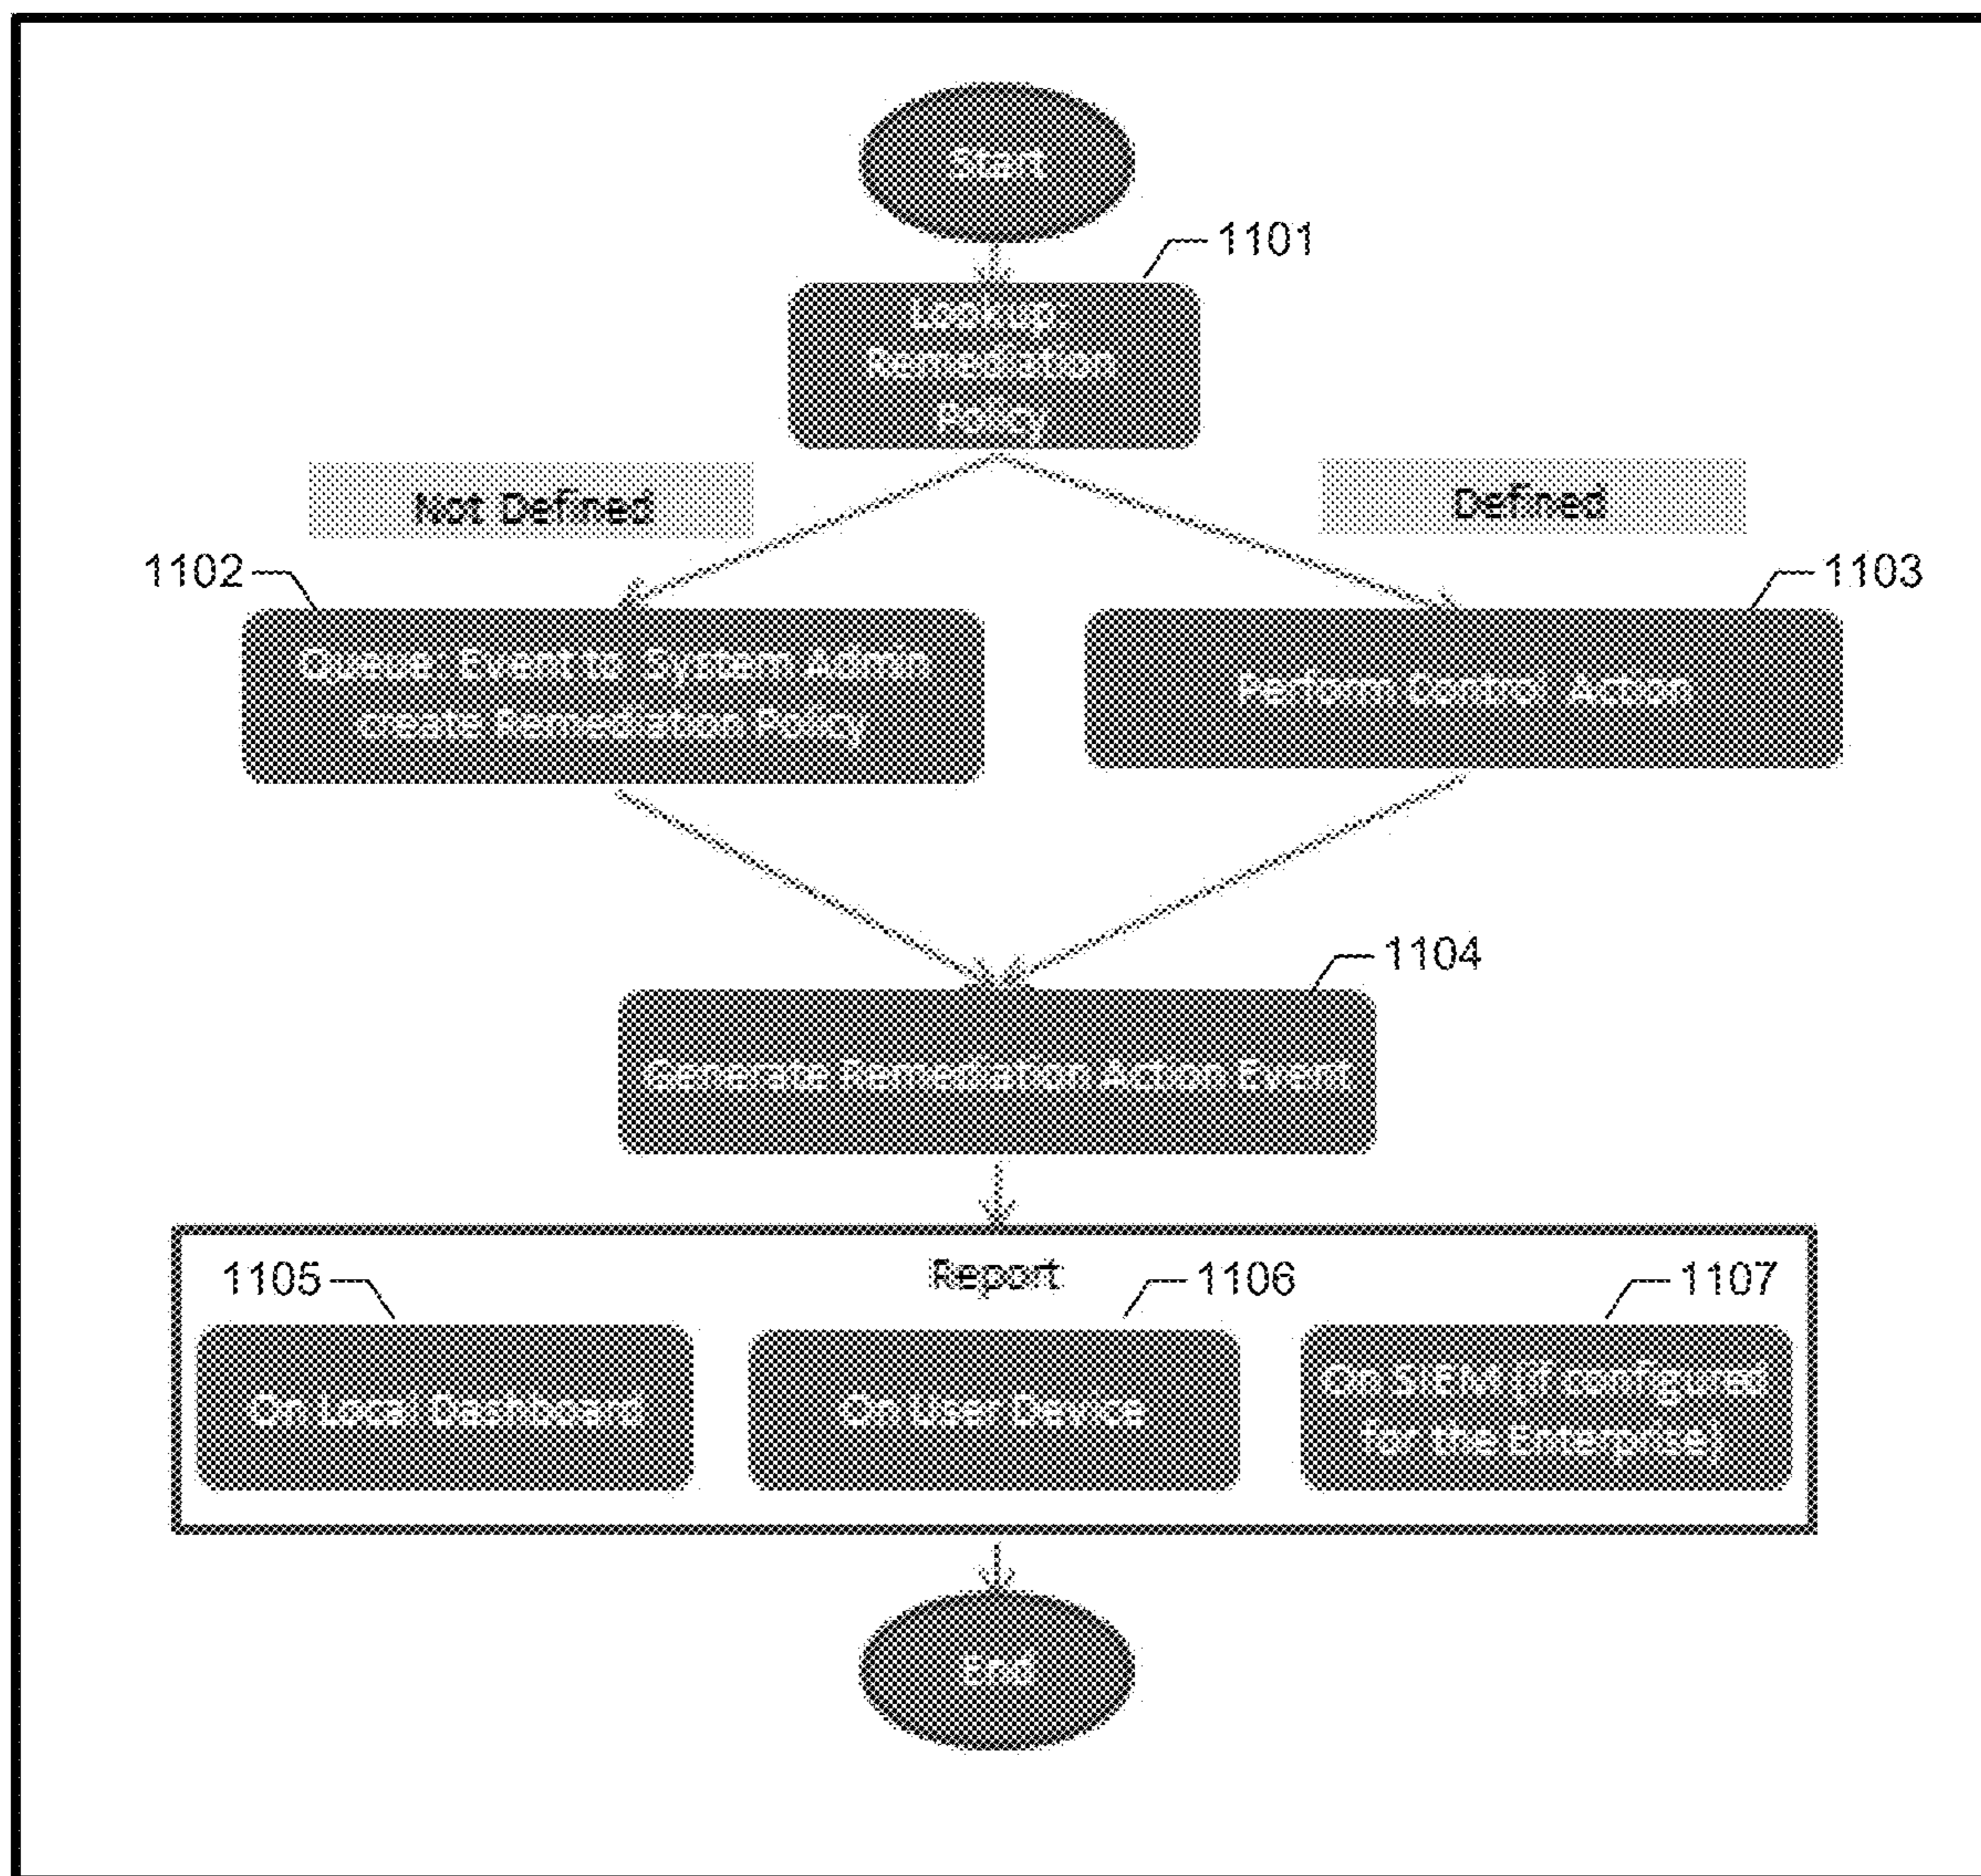 Start
1101
Lookup
Remediation
Policy
Not Defined
Defined
1102
1103
Queue Event to System Admin
create Remediation Policy
Perform Control Action
1104
Generate Remediation Action Event
Report
1105
1106
1107
On Local Dashboard
On User Device
On SIEM (if configured
for the Enterprise)
End